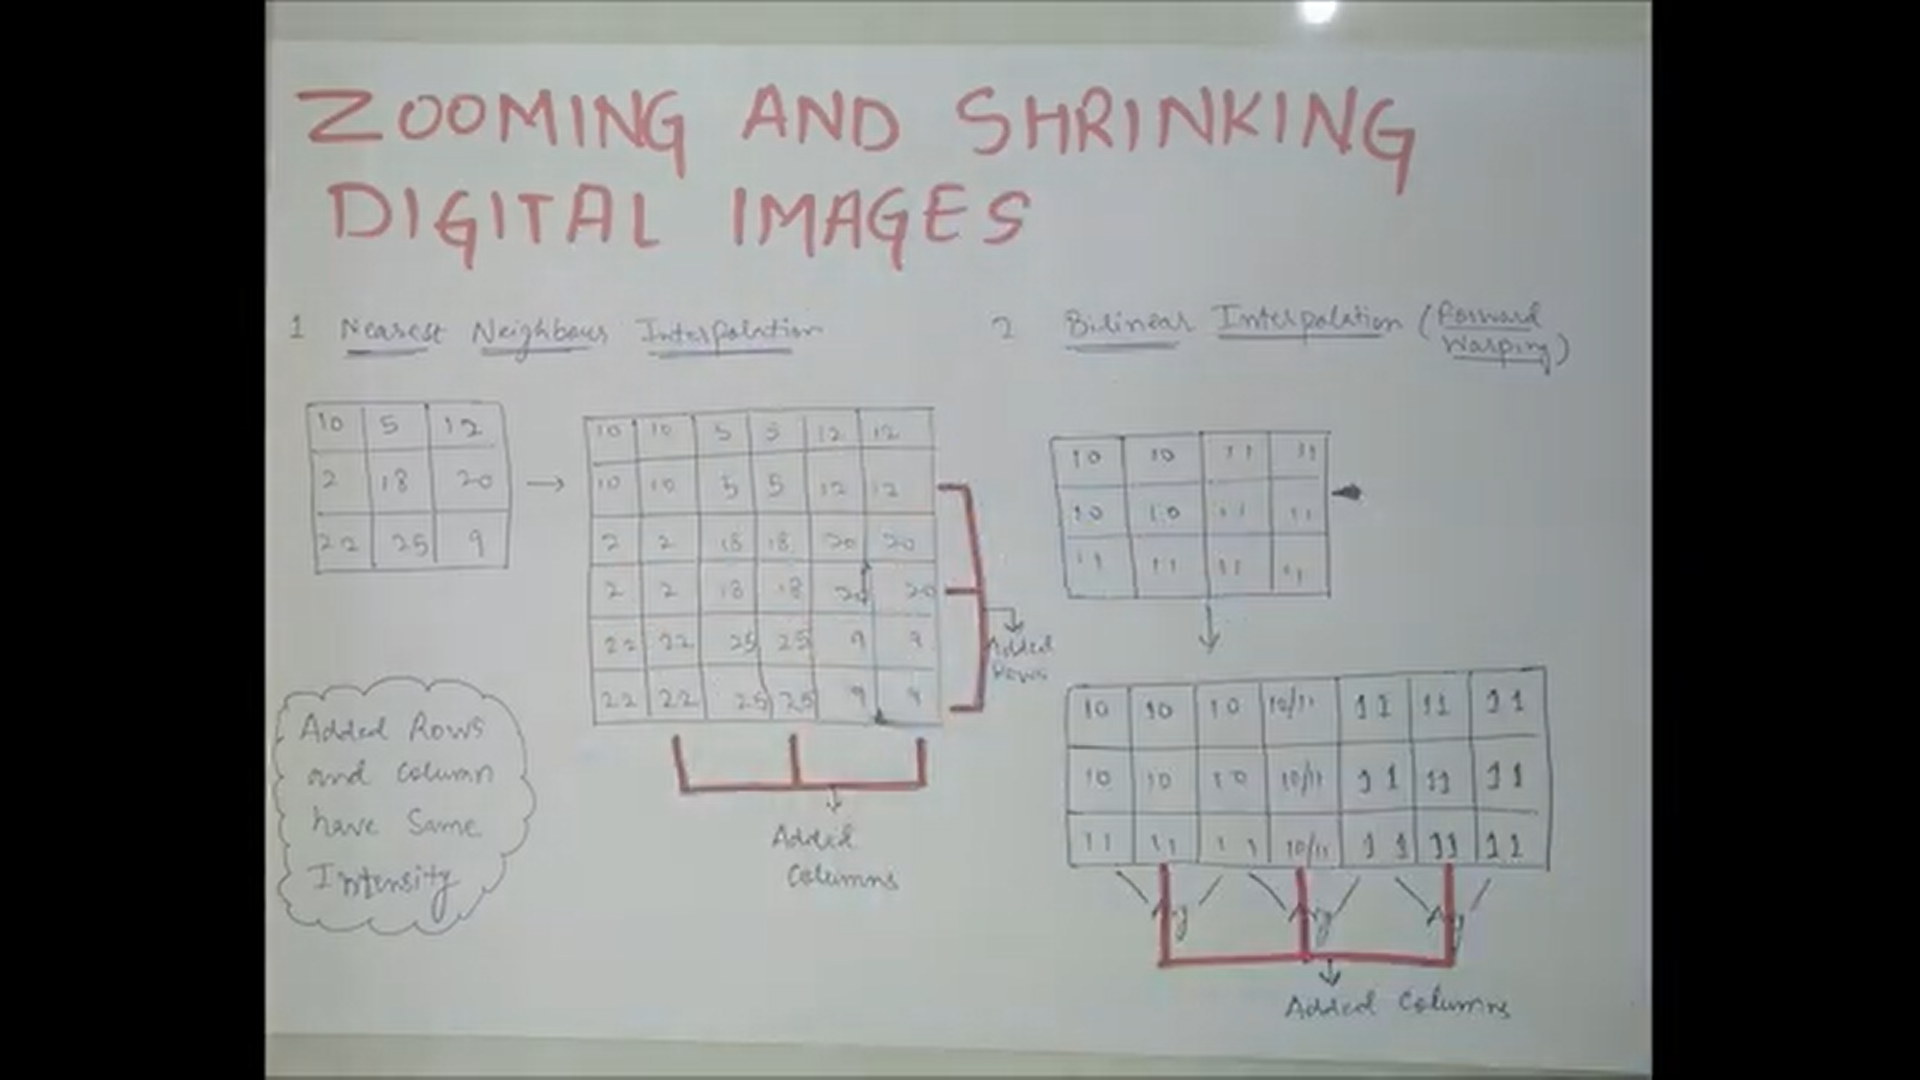 ZOOMING AND SHRINKING
DIGITAL IMAGES
1 Nearest Neighbour Interpolation
2 Bilinear Interpolation (Forward
Warping)
10 5 12
2 18 20
22 25 9
10 10 5 5 12 12
10 10 5 5 12 12
2 2 18 18 20 20
2 2 18 18 20 20
22 22 25 25 9 9
22 22 25 25 9 9
Added
Rows
Added
Columns
Added Rows
and column
have Same
Intensity
10 10 11 11
10 10 11 11
11 11 11 11
10 10 10 10/11 11 11 11
10 10 10 10/11 11 11 11
11 11 11 10/11 11 11 11
Avg Avg Avg
Added Columns